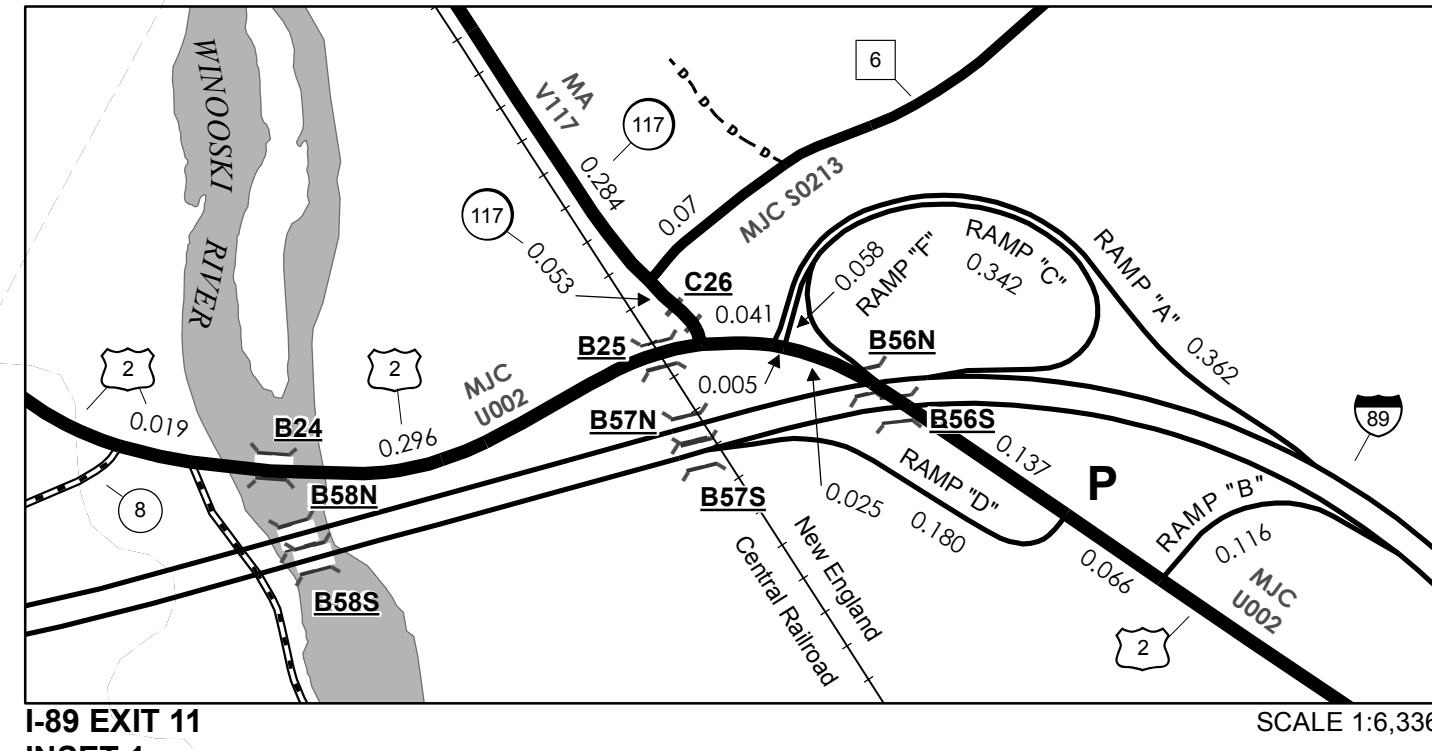 WINOOSKI
RIVER
MA
V117
117
0.284
6
D D D D
0.07
MJC S0213
117
0.053
C26
0.041
B25
0.005
0.058
RAMP "F"
RAMP "C"
0.342
RAMP "A"
0.362
B56N
B56S
2
0.019
2
MJC
U002
B24
0.296
B57N
B58N
8
B57S
B58S
0.137
P
RAMP "D"
0.025
0.180
RAMP "B"
0.116
89
0.066
MJC
U002
2
New England
Central Railroad
I-89 EXIT 11
SCALE 1:6,336